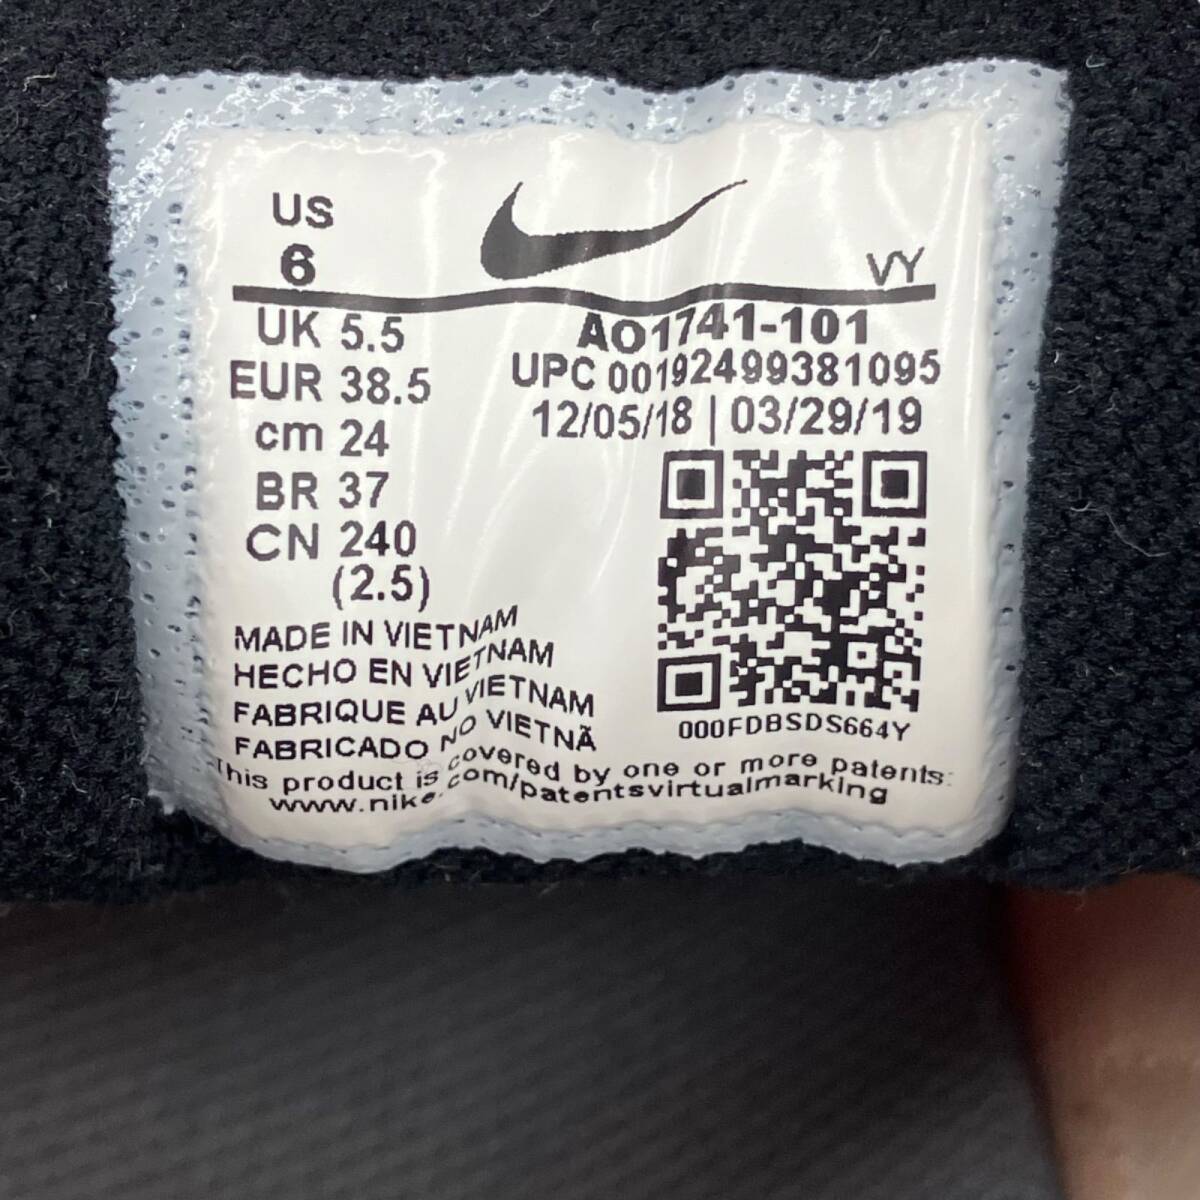 US
6
VY
UK 5.5
EUR 38.5
cm 24
BR 37
CN 240
(2.5)
AO1741-101
UPC 00192499381095
12/05/18 | 03/29/19
000FDBSDS664Y
MADE IN VIETNAM
HECHO EN VIETNAM
FABRIQUE AU VIETNAM
FABRICADO NO VIETNÃ
This product is covered by one or more patents:
www.nike.com/patentsvirtualmarking